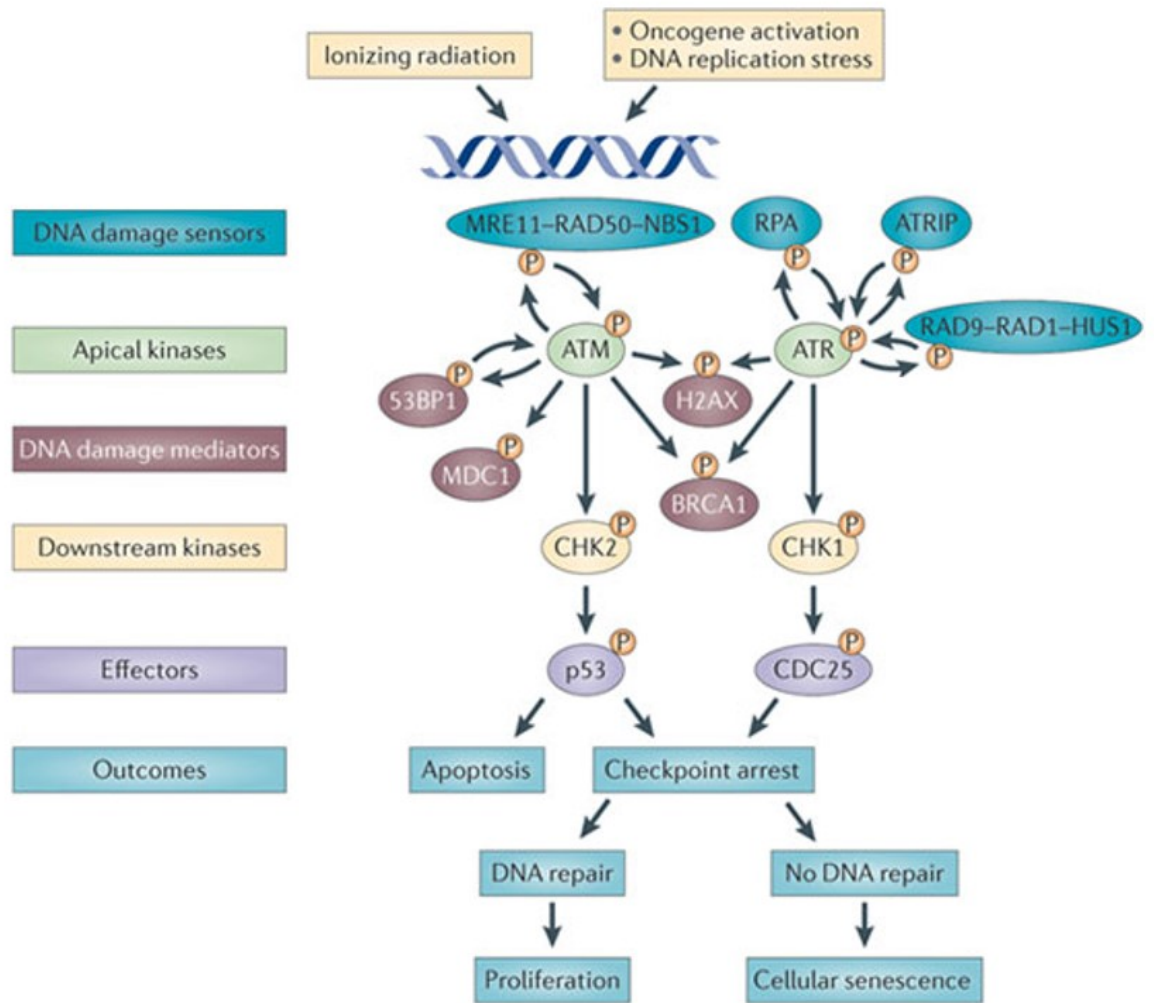 Ionizing radiation
• Oncogene activation
• DNA replication stress
DNA damage sensors
MRE11–RAD50–NBS1
RPA
ATRIP
P
P
P
RAD9–RAD1–HUS1
P
Apical kinases
ATM
P
ATR
P
53BP1
P
H2AX
P
DNA damage mediators
MDC1
P
BRCA1
P
Downstream kinases
CHK2
P
CHK1
P
Effectors
p53
P
CDC25
P
Outcomes
Apoptosis
Checkpoint arrest
DNA repair
No DNA repair
Proliferation
Cellular senescence